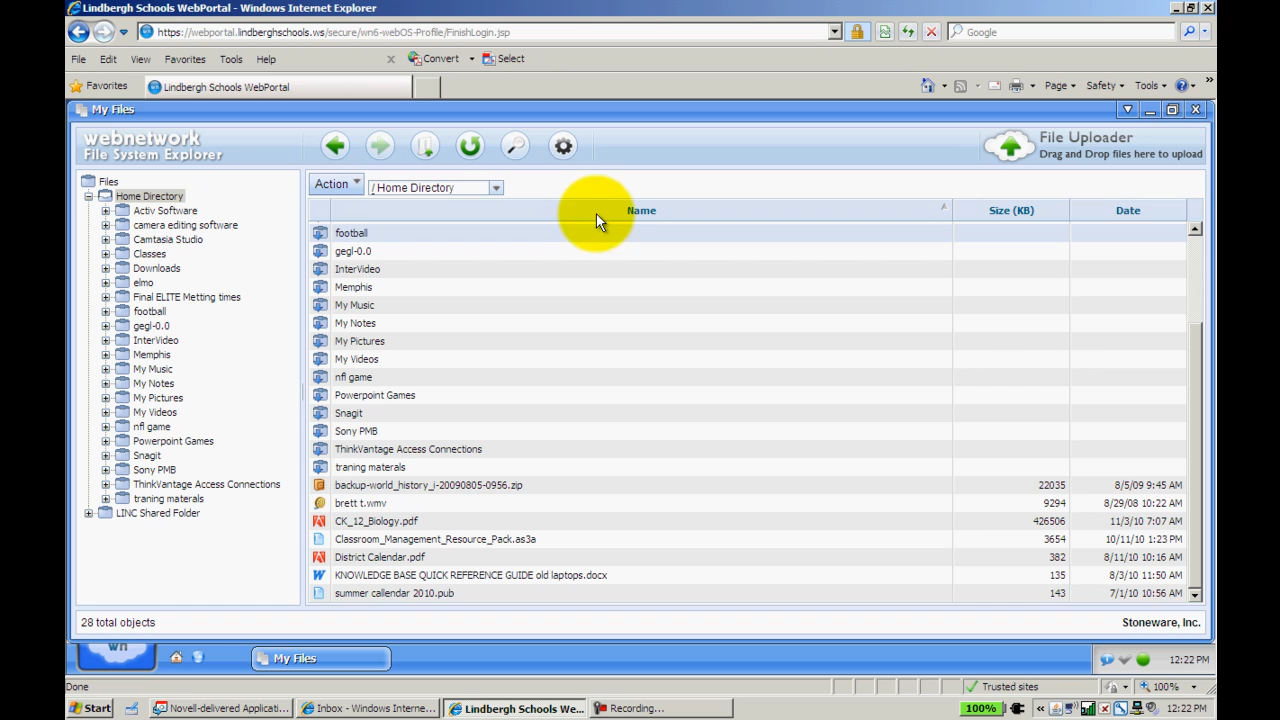 Lindbergh Schools WebPortal - Windows Internet Explorer
https://webportal.lindberghschools.ws/secure/wn6-webOS-Profile/FinishLogin.jsp
Google
File Edit View Favorites Tools Help
x Convert Select
Favorites Lindbergh Schools WebPortal
Page Safety Tools
My Files
webnetwork
File System Explorer
File Uploader
Drag and Drop files here to upload
Files
Home Directory
Activ Software
camera editing software
Camtasia Studio
Classes
Downloads
elmo
Final ELITE Metting times
football
gegl-0.0
InterVideo
Memphis
My Music
My Notes
My Pictures
My Videos
nfl game
Powerpoint Games
Snagit
Sony PMB
ThinkVantage Access Connections
traning materals
LINC Shared Folder
Action / Home Directory
Name Size (KB) Date
football
gegl-0.0
InterVideo
Memphis
My Music
My Notes
My Pictures
My Videos
nfl game
Powerpoint Games
Snagit
Sony PMB
ThinkVantage Access Connections
traning materals
backup-world_history_i-20090805-0956.zip 22035 8/5/09 9:45 AM
brett t.wmv 9294 8/29/08 10:22 AM
CK_12_Biology.pdf 426506 11/3/10 7:07 AM
Classroom_Management_Resource_Pack.as3a 3654 10/11/10 1:23 PM
District Calendar.pdf 382 8/11/10 10:16 AM
KNOWLEDGE BASE QUICK REFERENCE GUIDE old laptops.docx 135 8/3/10 11:50 AM
summer callendar 2010.pub 143 7/1/10 10:56 AM
28 total objects
Stoneware, Inc.
wn My Files 12:22 PM
Done Trusted sites 100%
Start Novell-delivered Applicati... Inbox - Windows Interne... Lindbergh Schools We... Recording... 100% « 12:22 PM